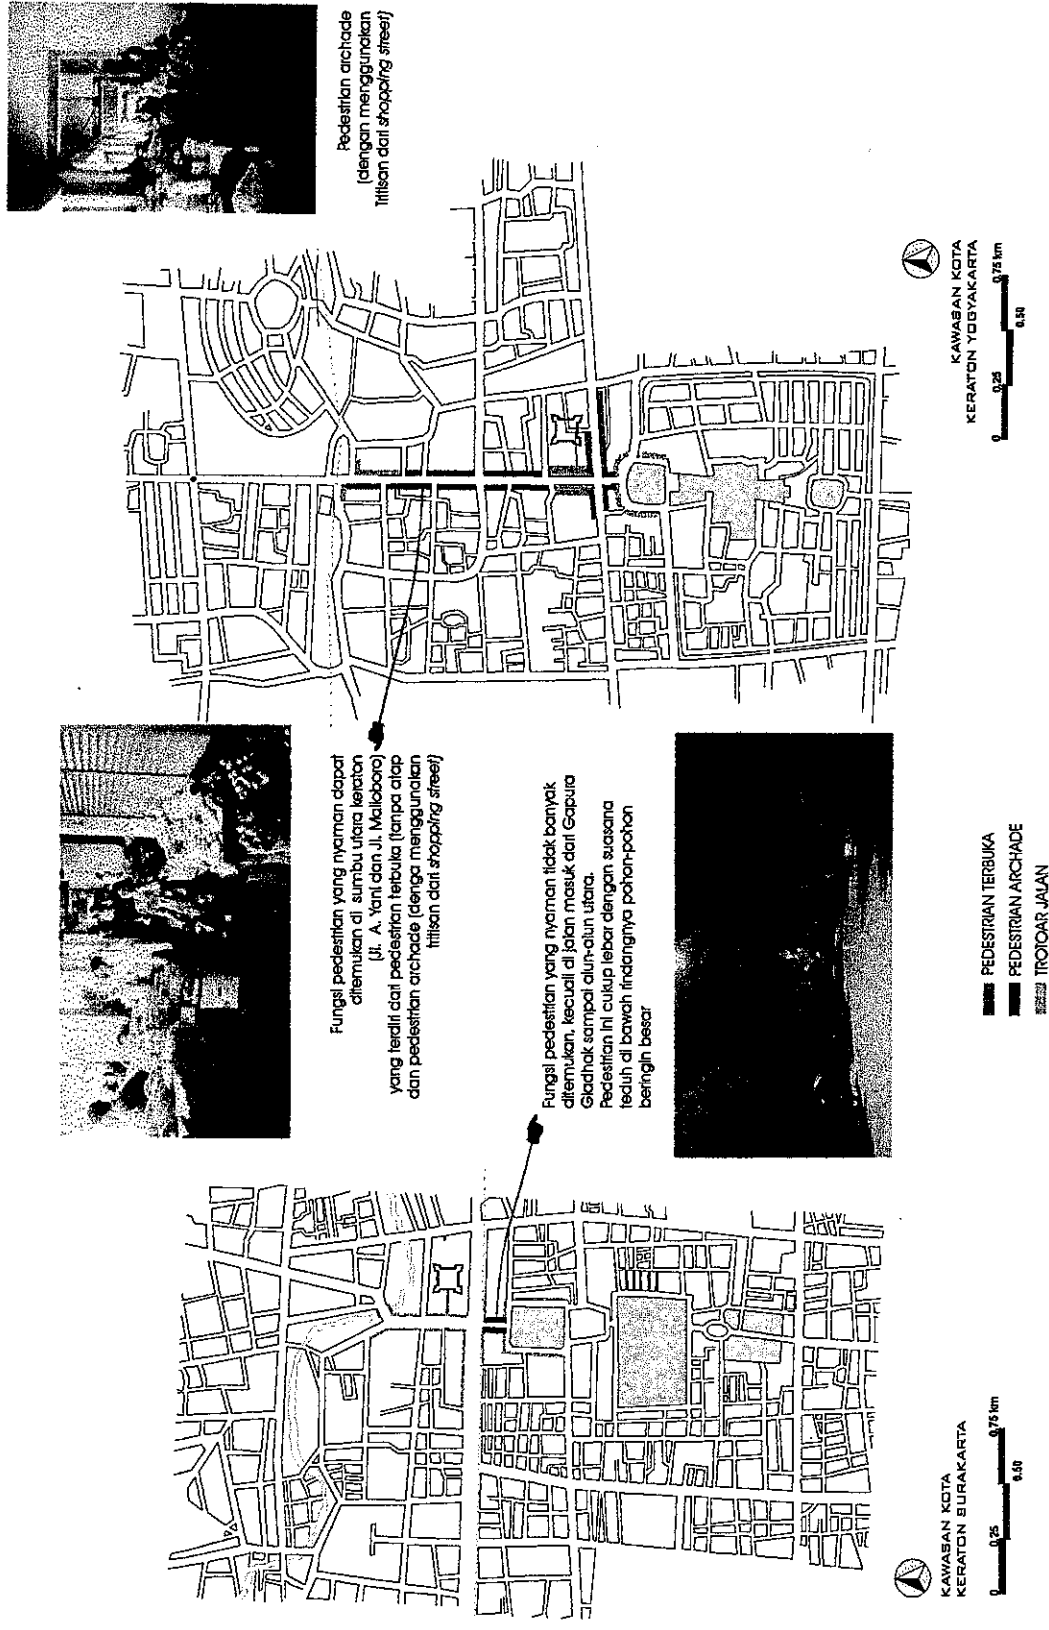 Pedestrian archade
(dengan menggunakan
Tritisan dari shopping street)
Fungsi pedestrian yang nyaman dapat
ditemukan di sumbu utara keraton
(Jl. A. Yani dan Jl. Malioboro)
yang terdiri dari pedestrian terbuka (tanpa atap
dan pedestrian archade (denga menggunakan
tritisan dari shopping street)
Fungsi pedestrian yang nyaman tidak banyak
ditemukan, kecuali di jalan masuk dari Gapura
Gladhak sampai alun-alun utara.
Pedestrian ini cukup lebar dengan suasana
teduh di bawah rindangnya pohon-pohon
beringin besar
KAWASAN KOTA
KERATON SURAKARTA
0 0,25 0.50 0,75 km
PEDESTRIAN TERBUKA
PEDESTRIAN ARCHADE
TROTOAR JALAN
KAWASAN KOTA
KERATON YOGYAKARTA
0 0,25 0.50 0,75 km